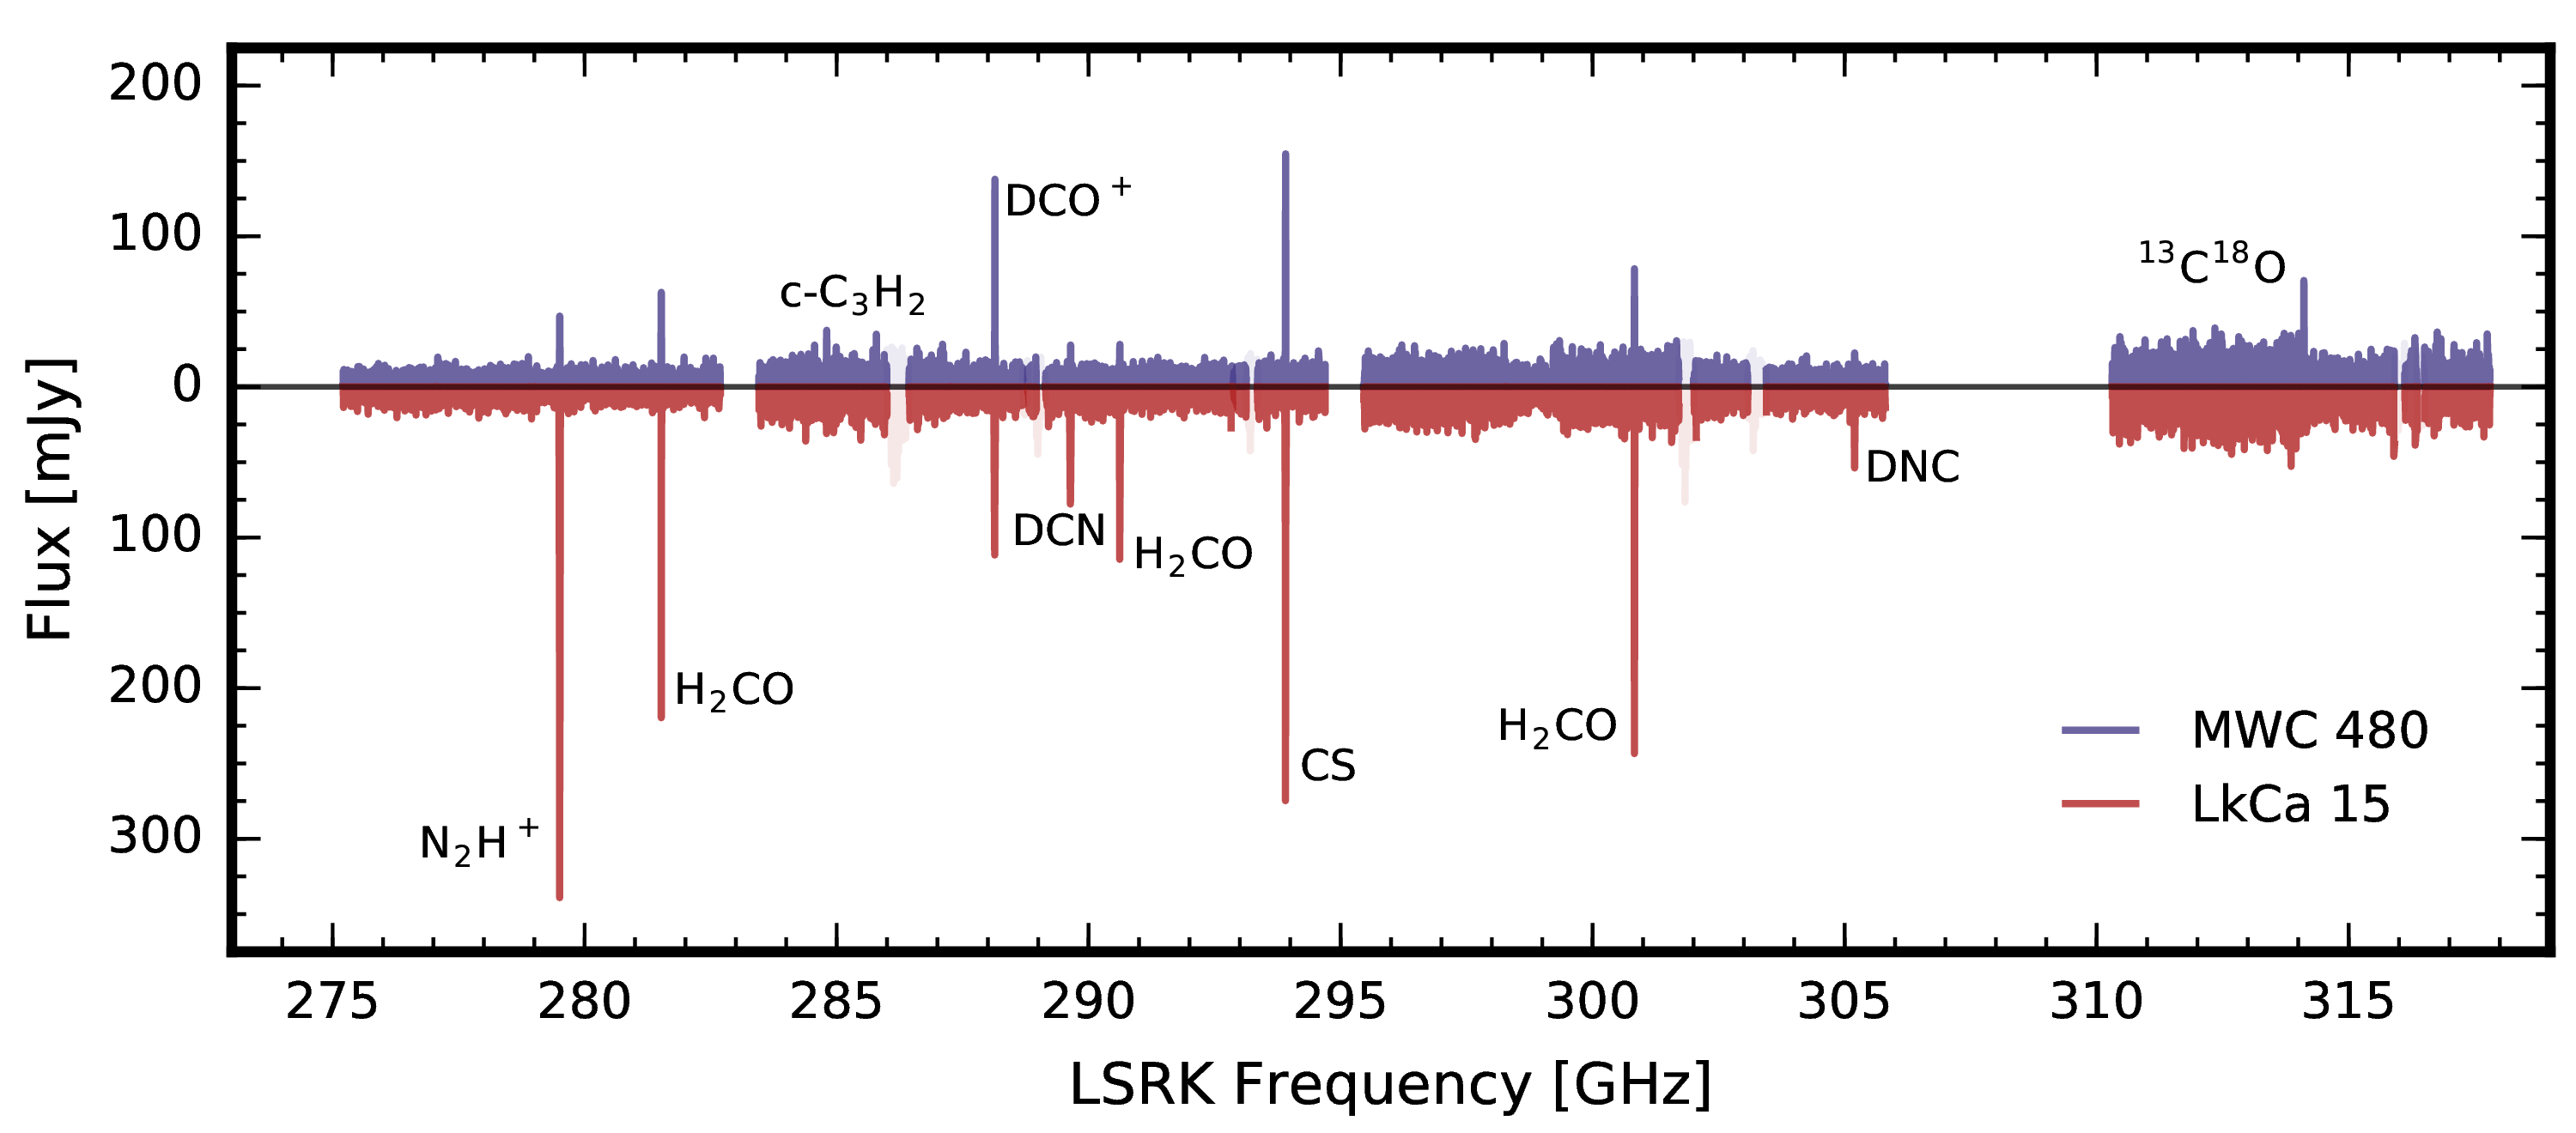 200
100
0
100
200
300
Flux [mJy]
DCO⁺
c-C₃H₂
¹³C¹⁸O
DNC
DCN
H₂CO
H₂CO
H₂CO
CS
N₂H⁺
MWC 480
LkCa 15
275 280 285 290 295 300 305 310 315
LSRK Frequency [GHz]